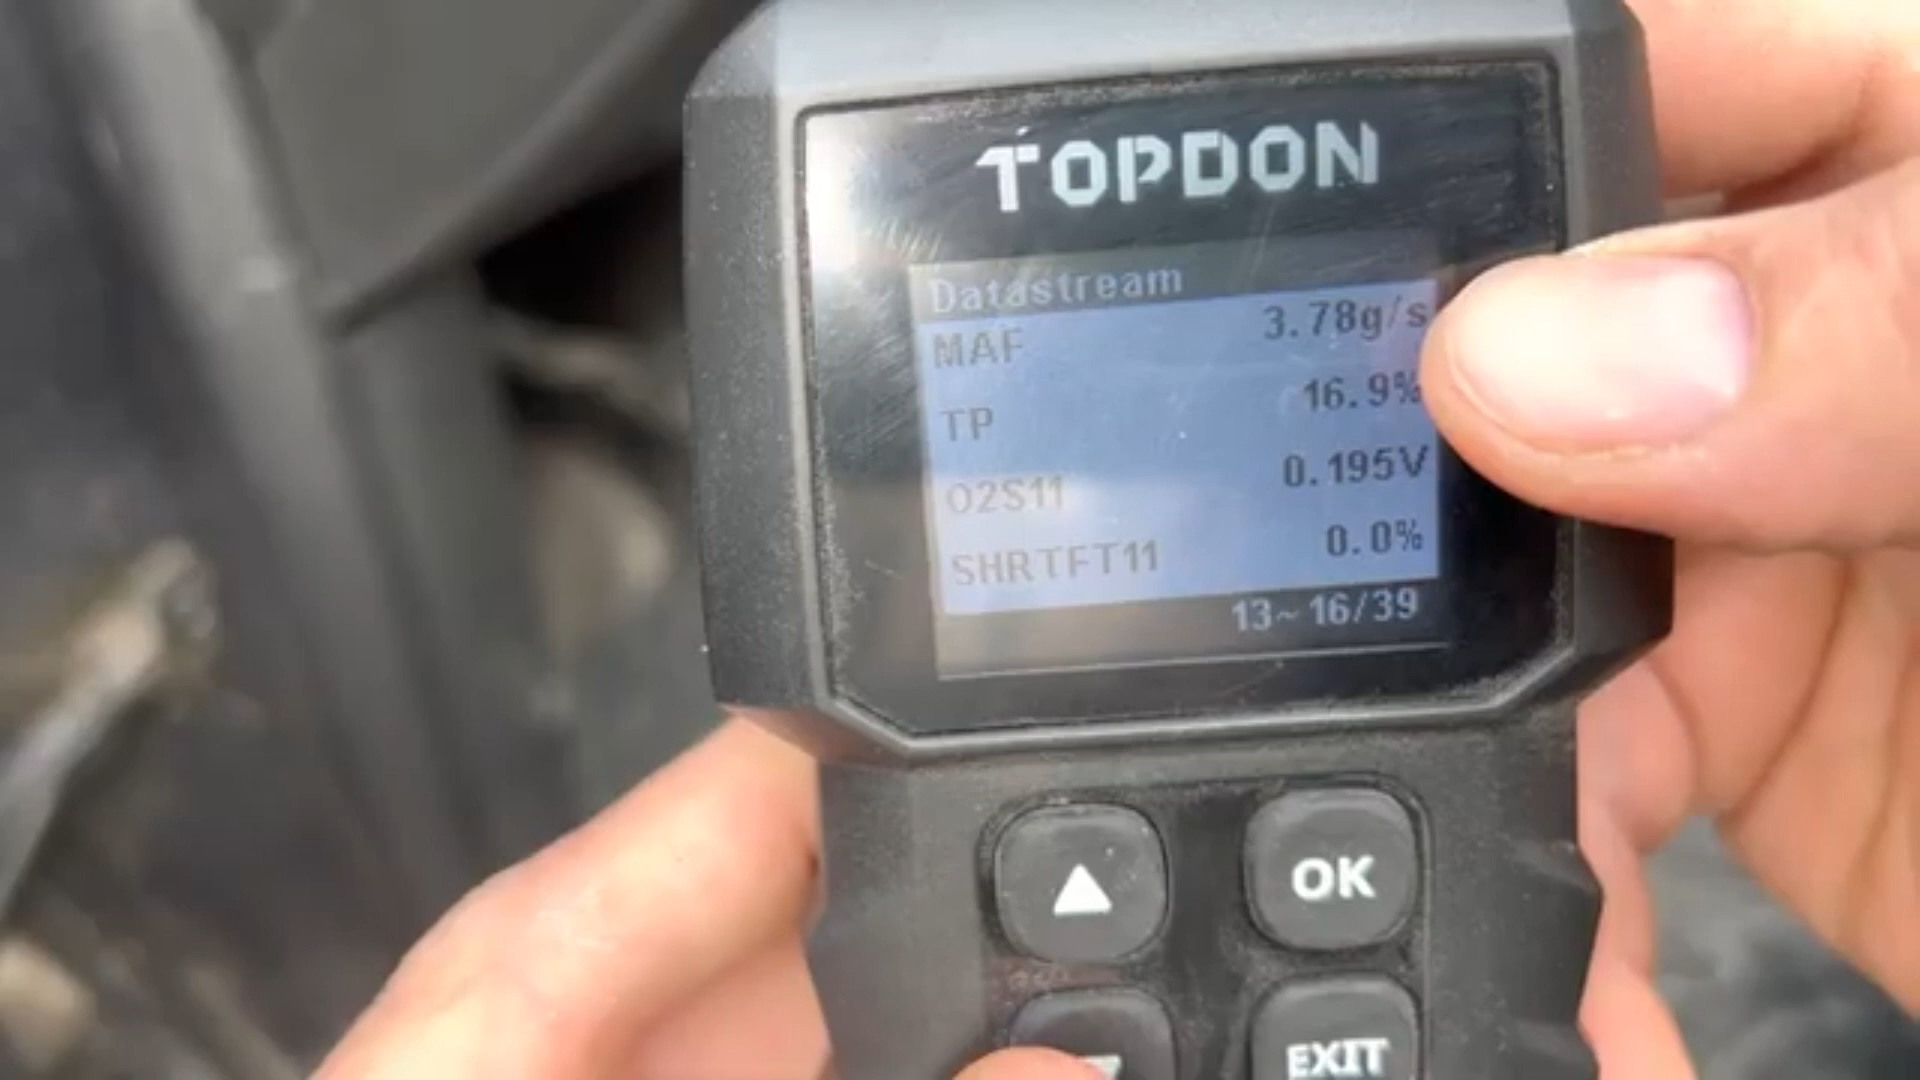 TOPDON
Datastream
MAF 3.78g/s
TP 16.9%
O2S11 0.195V
SHRTFT11 0.0%
13~16/39
OK
EXIT